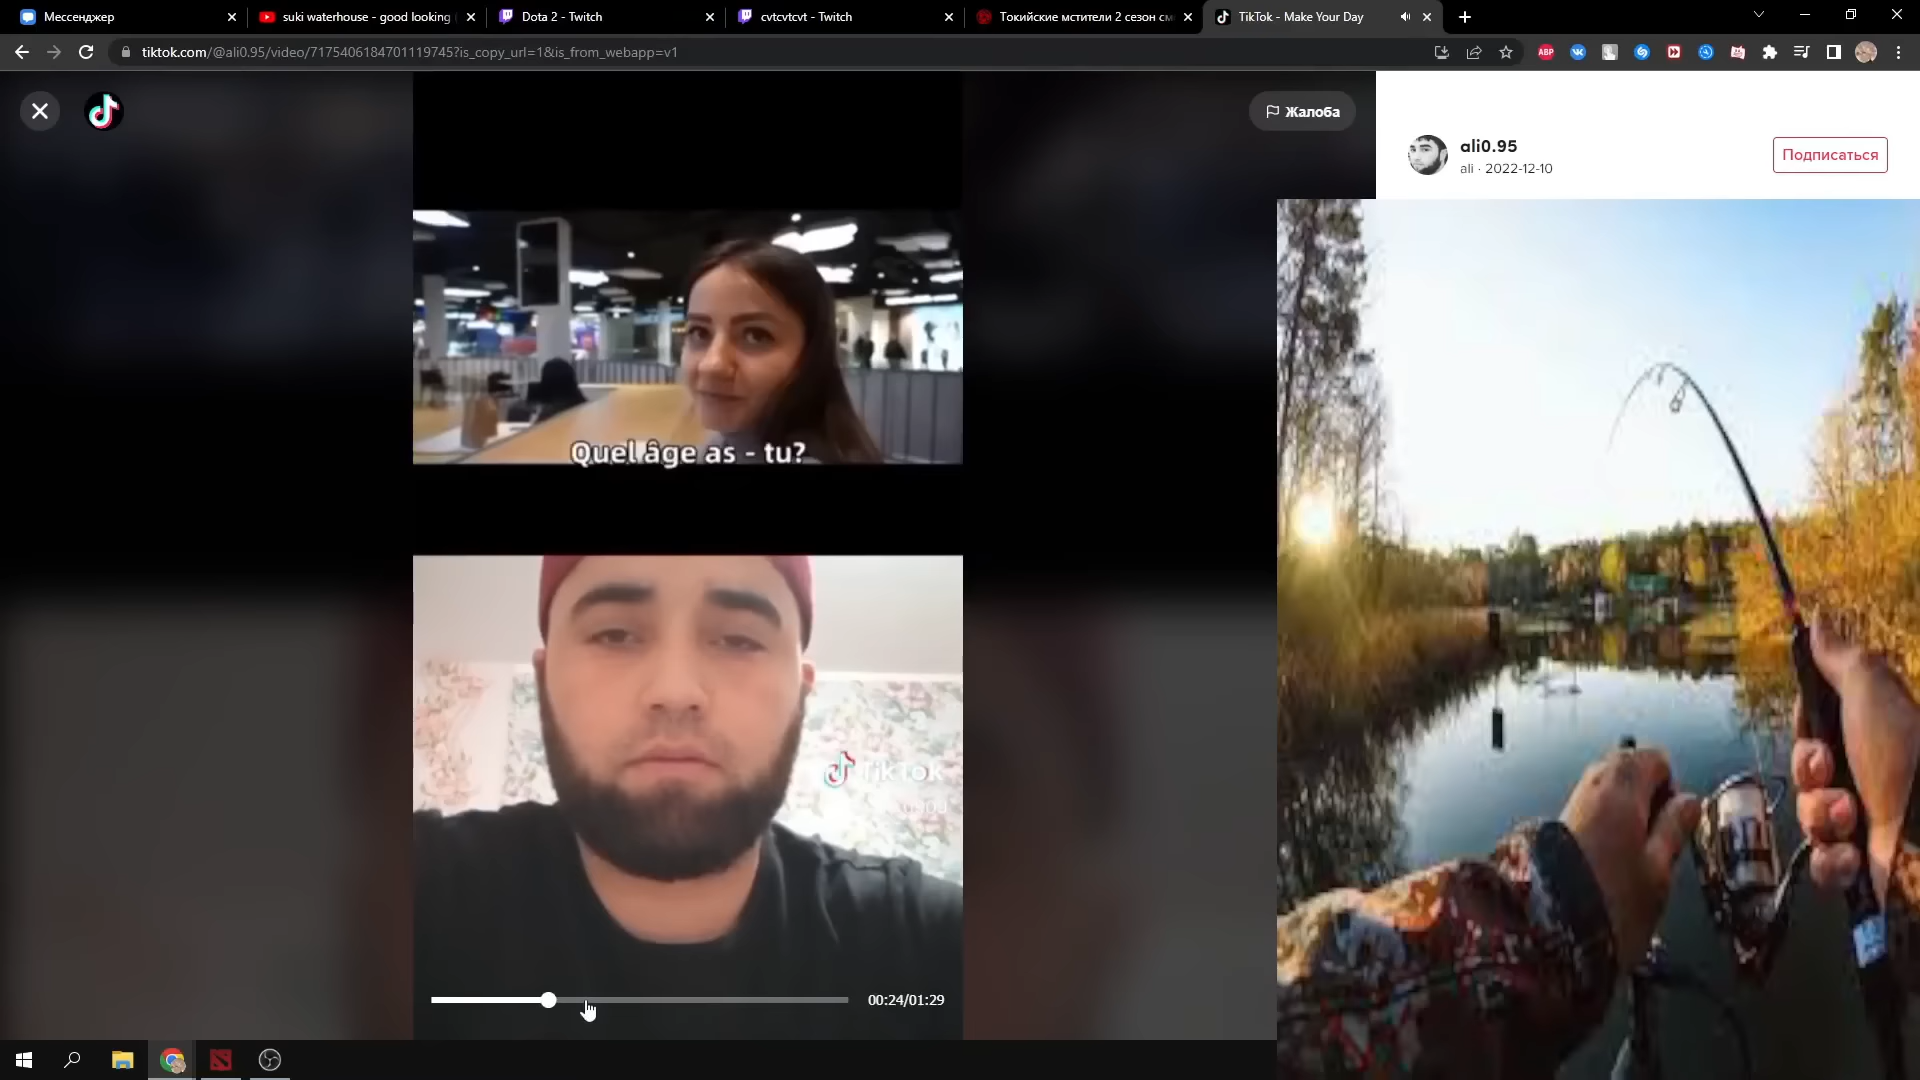 Мессенджер
suki waterhouse - good looking
Dota 2 - Twitch
cvtcvtcvt - Twitch
Токийские мстители 2 сезон см
TikTok - Make Your Day
tiktok.com/@ali0.95/video/7175406184701119745?is_copy_url=1&is_from_webapp=v1
ABP
Жалоба
ali0.95
ali · 2022-12-10
Подписаться
Quel âge as - tu?
TikTok
00:24/01:29